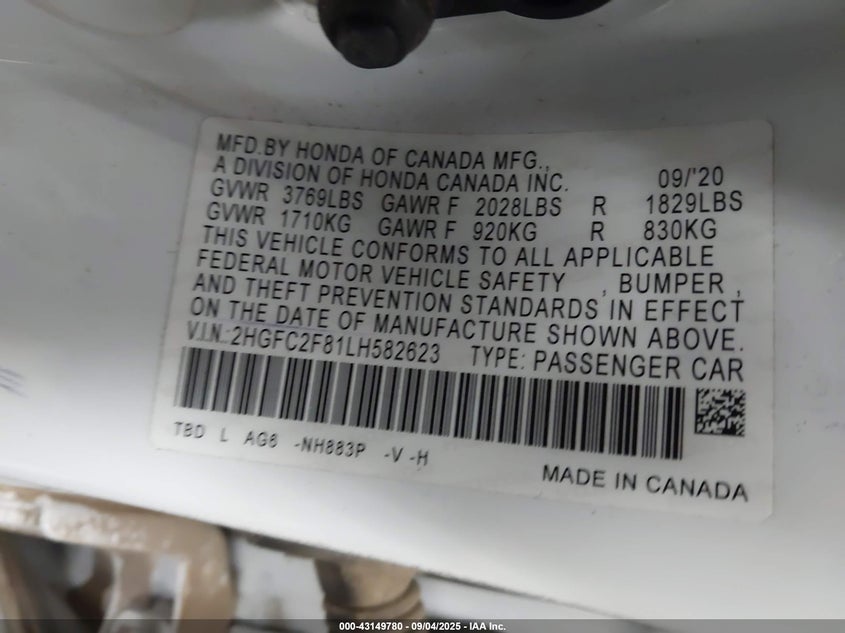 MFD.BY HONDA OF CANADA MFG.,
A DIVISION OF HONDA CANADA INC. 09/'20
GVWR 3769LBS GAWR F 2028LBS R 1829LBS
GVWR 1710KG GAWR F 920KG R 830KG
THIS VEHICLE CONFORMS TO ALL APPLICABLE
FEDERAL MOTOR VEHICLE SAFETY , BUMPER ,
AND THEFT PREVENTION STANDARDS IN EFFECT
ON THE DATE OF MANUFACTURE SHOWN ABOVE.
V.I.N.: 2HGFC2F81LH582623 TYPE: PASSENGER CAR
TBD L AG6 -NH883P -V -H
MADE IN CANADA
000-43149780 - 09/04/2025 - IAA Inc.